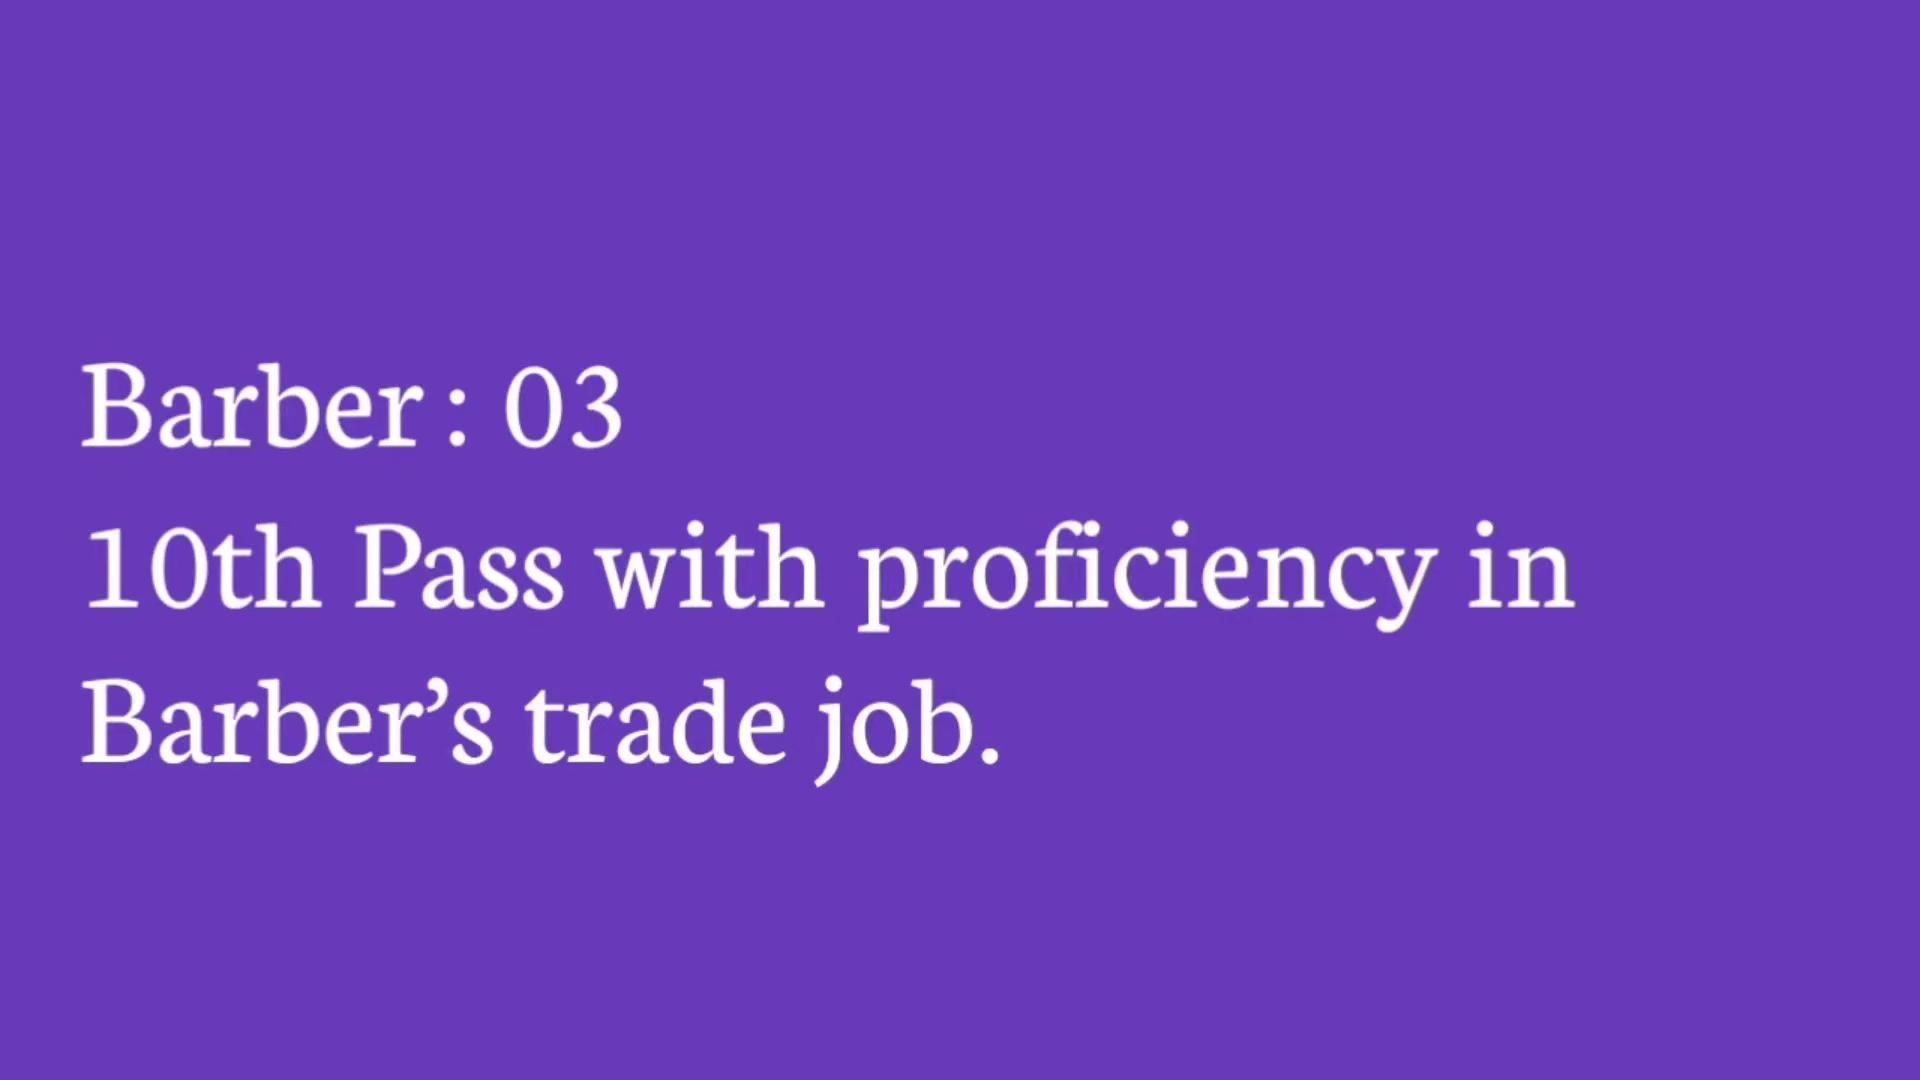 Barber : 03
10th Pass with proficiency in
Barber’s trade job.